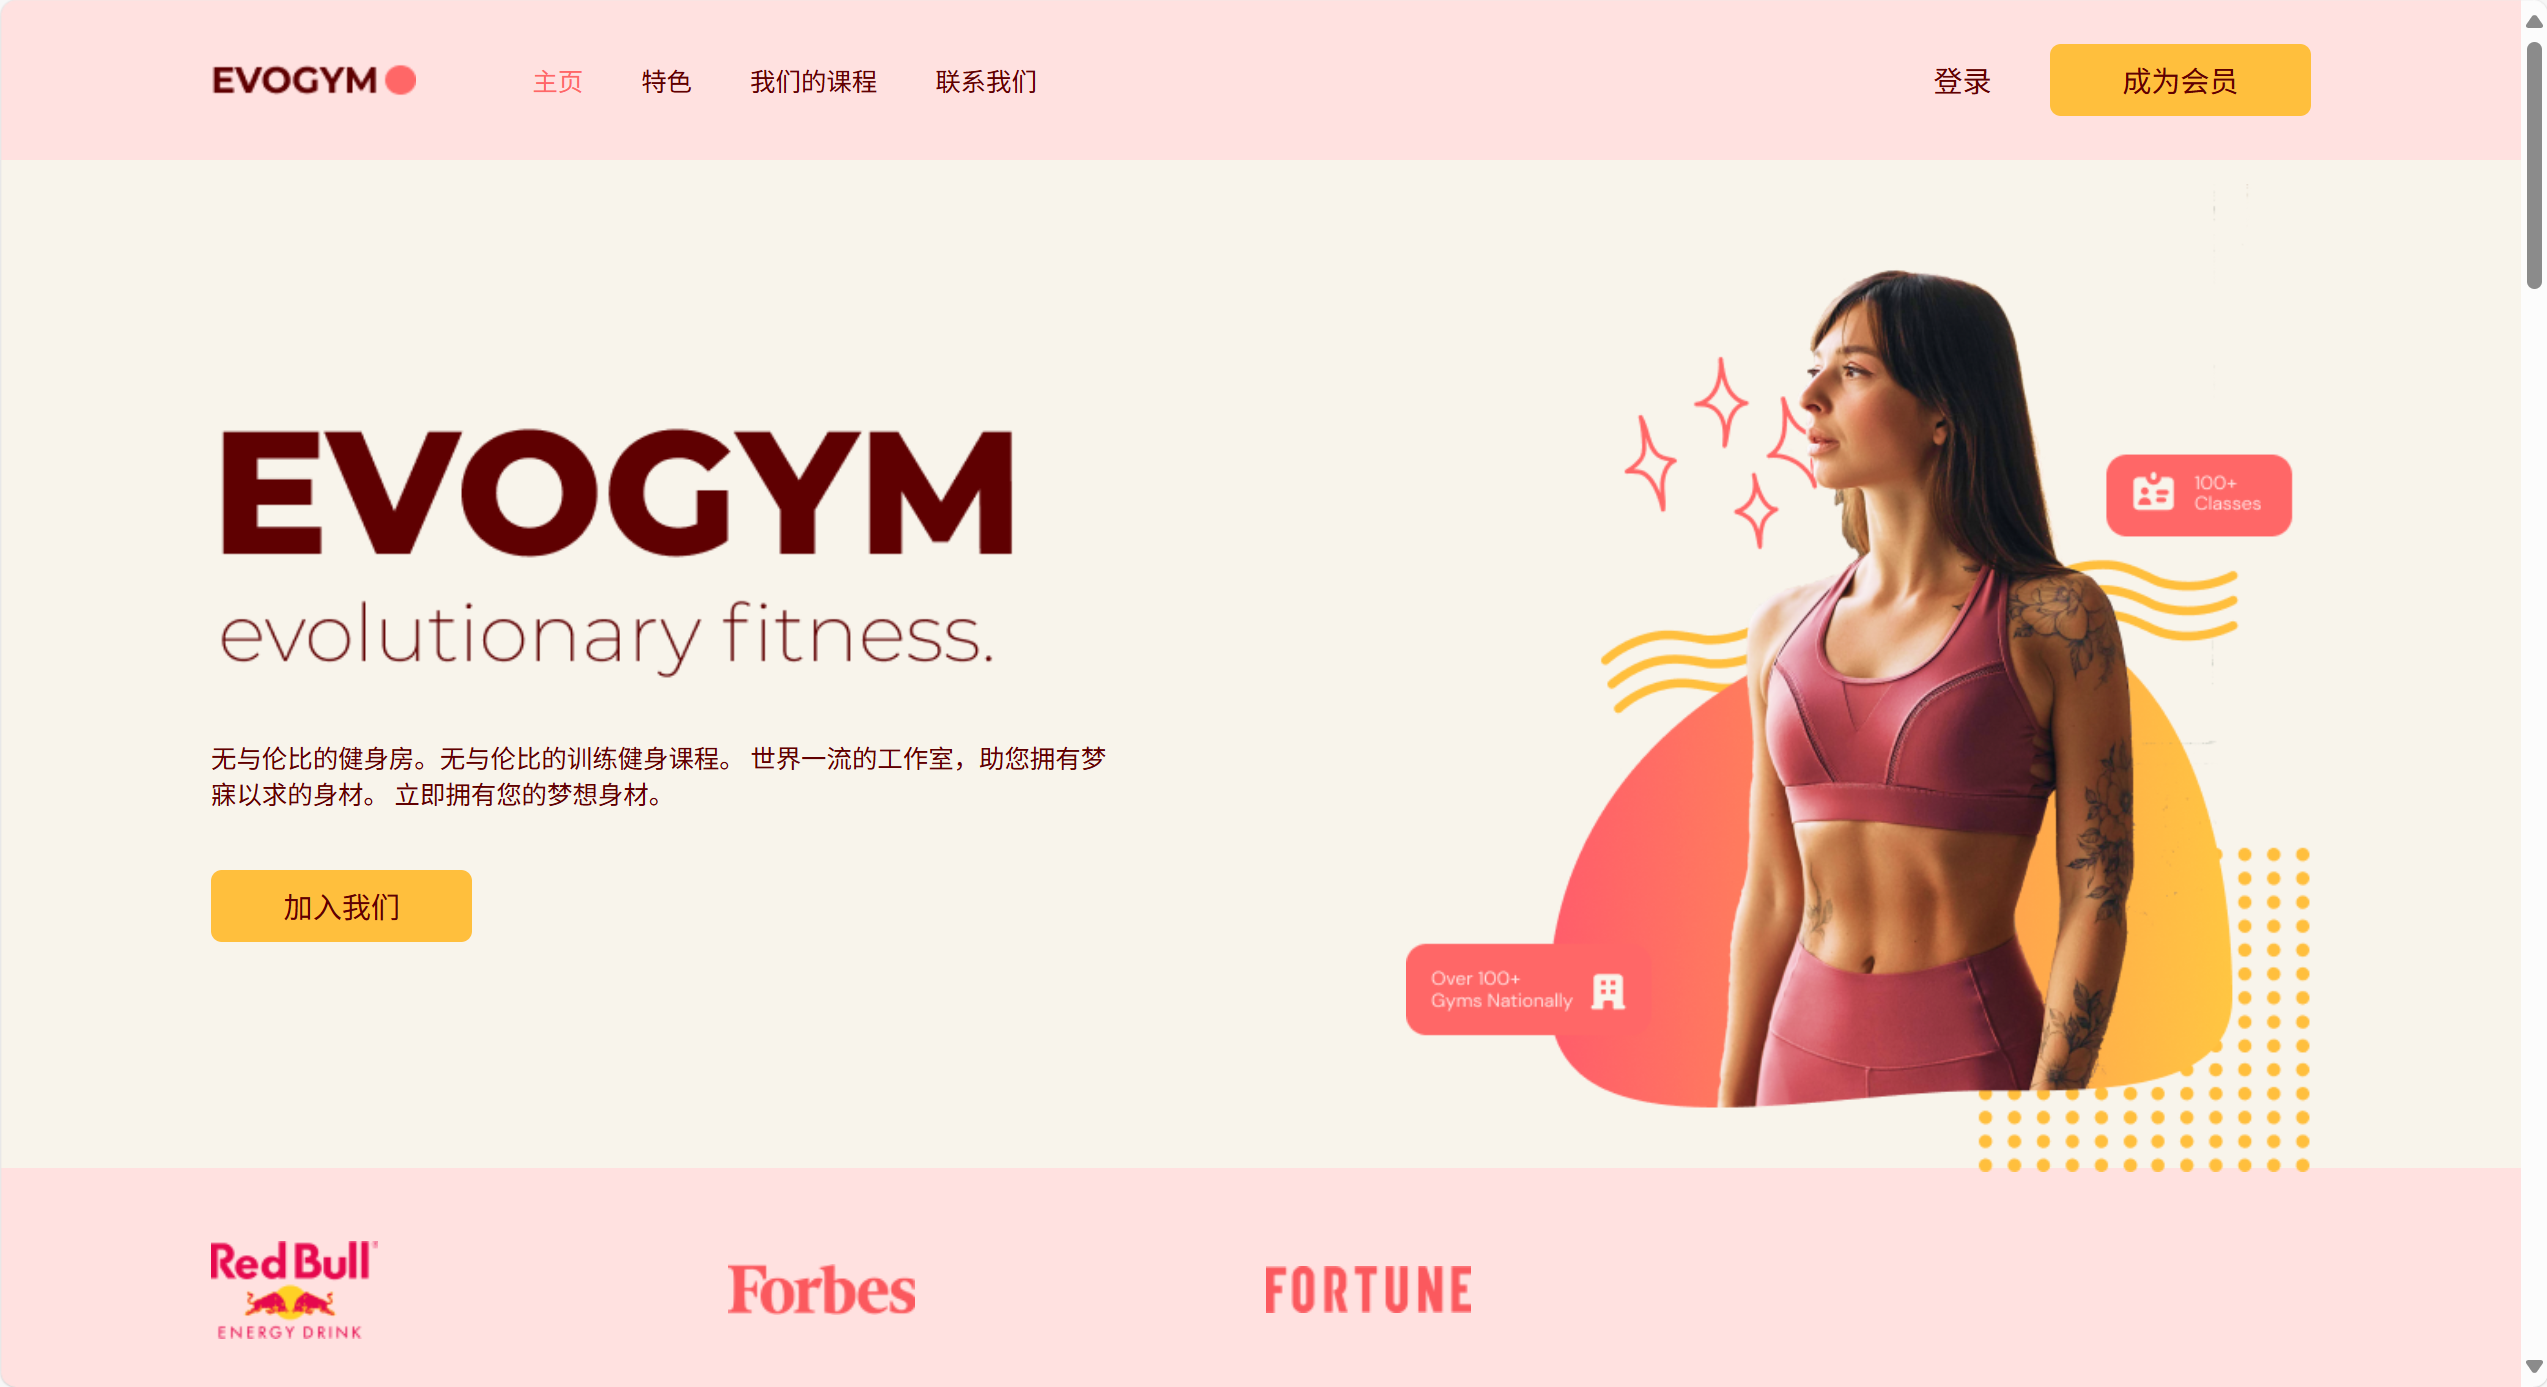 EVOGYM
主页
特色
我们的课程
联系我们
登录
成为会员
EVOGYM
evolutionary fitness.
无与伦比的健身房。无与伦比的训练健身课程。 世界一流的工作室，助您拥有梦
寐以求的身材。 立即拥有您的梦想身材。
加入我们
100+
Classes
Over 100+
Gyms Nationally
Red Bull
ENERGY DRINK
Forbes
FORTUNE